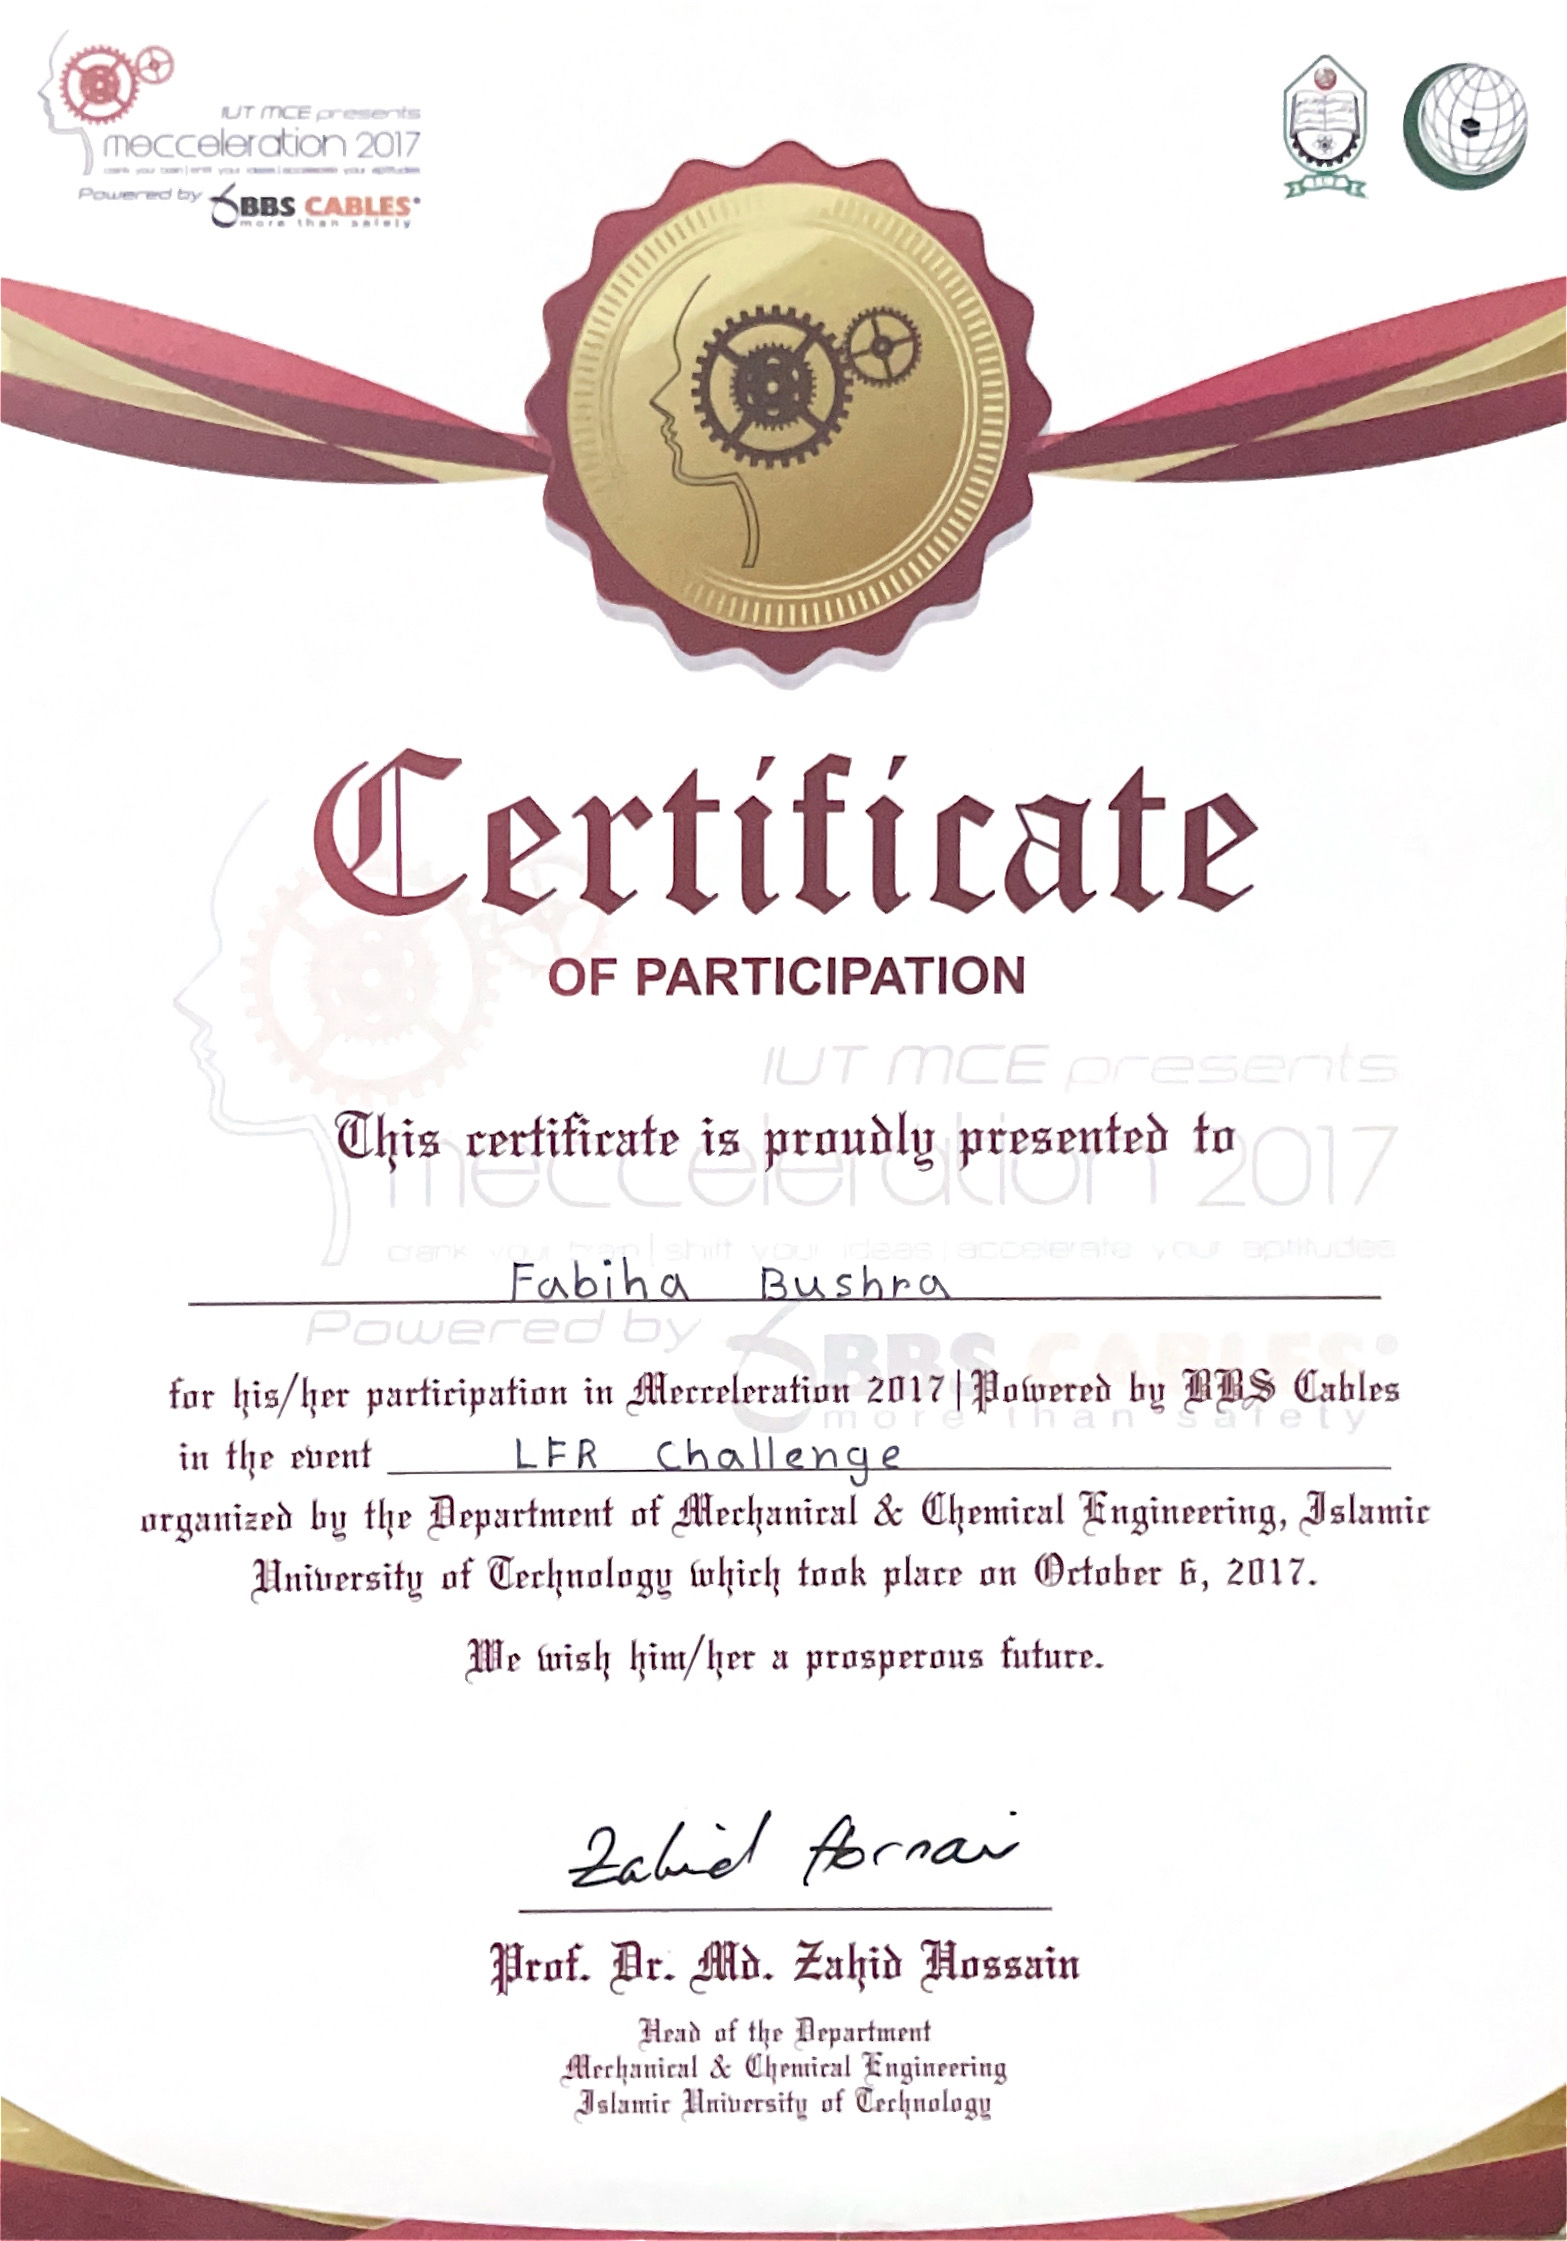 IUT MCE presents
mecceleration 2017
crank your brain|shift your ideas|accelerate your aptitudes
Powered by BBS CABLES
more than safety
IUT
Certificate
OF PARTICIPATION
IUT MCE presents
This certificate is proudly presented to
mecceleration 2017
crank your brain|shift your ideas|accelerate your aptitudes
Fabiha Bushra
Powered by BBS CABLES
for his/her participation in Mecceleration 2017|Powered by BBS Cables
more than safety
in the event LFR Challenge
organized by the Department of Mechanical & Chemical Engineering, Islamic
University of Technology which took place on October 6, 2017.
We wish him/her a prosperous future.
Zahid Hossain
Prof. Dr. Md. Zahid Hossain
Head of the Department
Mechanical & Chemical Engineering
Islamic University of Technology